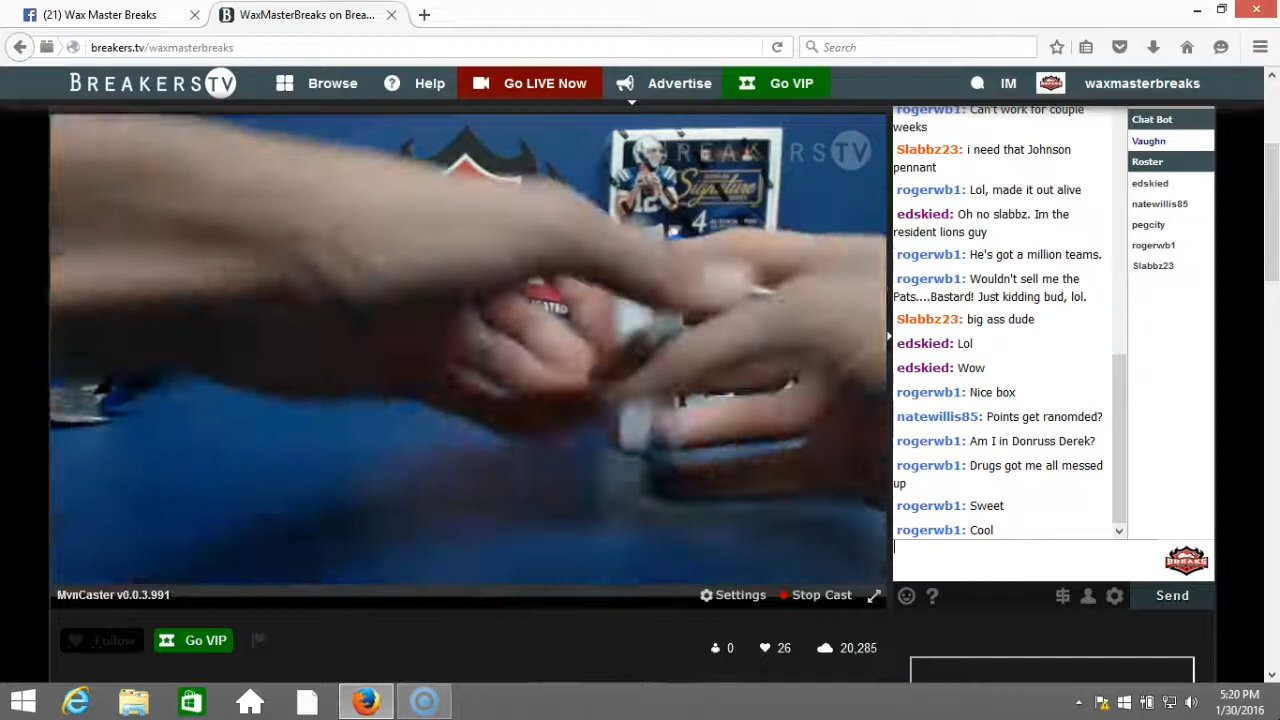 (21) Wax Master Breaks
WaxMasterBreaks on Brea...
breakers.tv/waxmasterbreaks
Search
BREAKERSTV
Browse
Help
Go LIVE Now
Advertise
Go VIP
IM
waxmasterbreaks
BREAKERSTV
Signature
12
4
rogerwb1: Can't work for couple
weeks
Slabbz23: i need that Johnson
pennant
rogerwb1: Lol, made it out alive
edskied: Oh no slabbz. Im the
resident lions guy
rogerwb1: He's got a million teams.
rogerwb1: Wouldn't sell me the
Pats....Bastard! Just kidding bud, lol.
Slabbz23: big ass dude
edskied: Lol
edskied: Wow
rogerwb1: Nice box
natewillis85: Points get ranomded?
rogerwb1: Am I in Donruss Derek?
rogerwb1: Drugs got me all messed
up
rogerwb1: Sweet
rogerwb1: Cool
Chat Bot
Vaughn
Roster
edskied
natewillis85
pegcity
rogerwb1
Slabbz23
BREAKS
Send
MvnCaster v0.0.3.991
Settings
Stop Cast
Follow
Go VIP
0
26
20,285
5:20 PM
1/30/2016